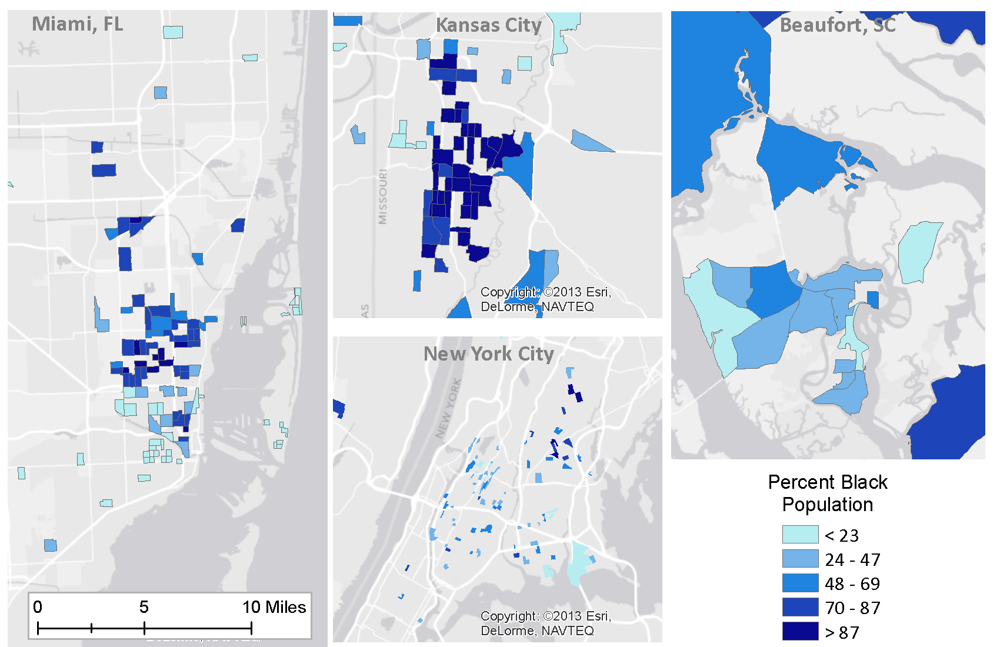 Miami, FL
0 5 10 Miles
Kansas City
MISSOURI
AS
Copyright: ©2013 Esri,
DeLorme, NAVTEQ
New York City
NEW YORK
Copyright: ©2013 Esri,
DeLorme, NAVTEQ
Beaufort, SC
Percent Black
Population
< 23
24 - 47
48 - 69
70 - 87
> 87